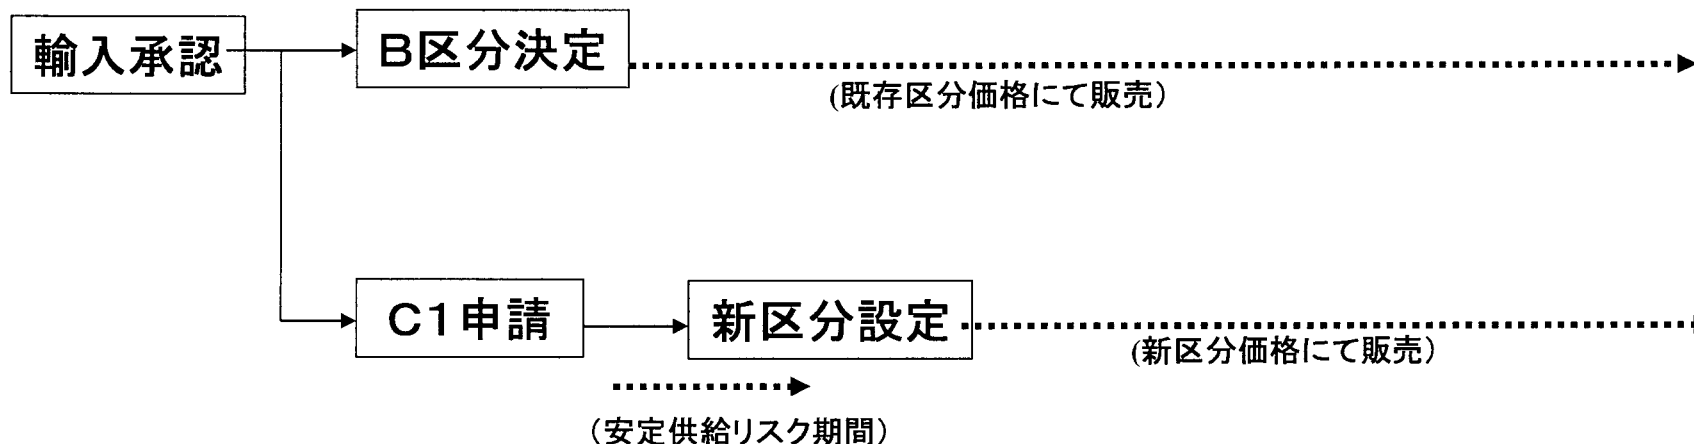 輸入承認
B区分決定
(既存区分価格にて販売)
C1申請
新区分設定
(新区分価格にて販売)
(安定供給リスク期間)